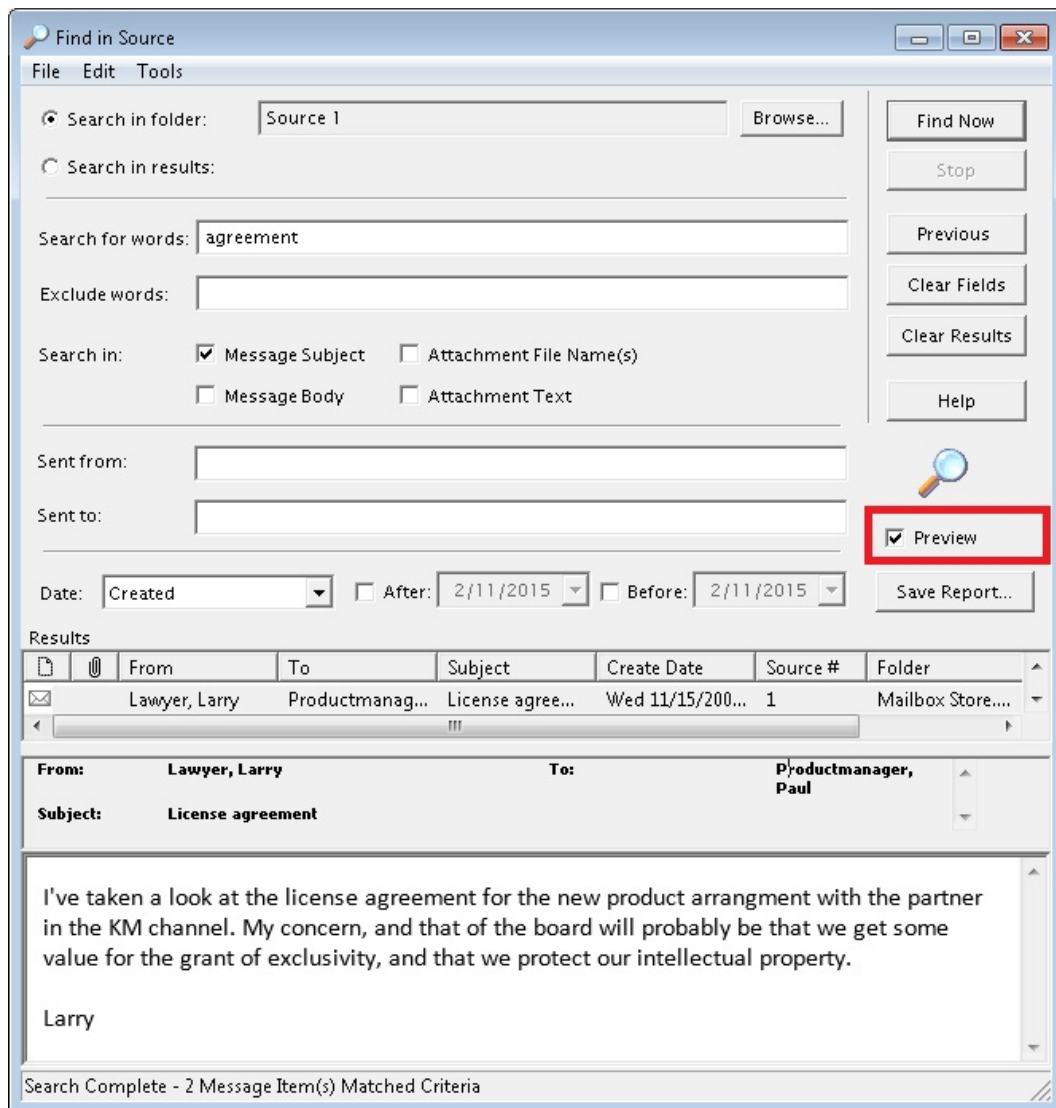 Find in Source
File Edit Tools
Search in folder: Source 1 Browse... Find Now
Search in results: Stop
Search for words: agreement Previous
Exclude words: Clear Fields
Clear Results
Search in: Message Subject Attachment File Name(s)
Message Body Attachment Text Help
Sent from:
Sent to:
Preview
Date: Created After: 2/11/2015 Before: 2/11/2015 Save Report...
Results
From To Subject Create Date Source # Folder
Lawyer, Larry Productmanag... License agree... Wed 11/15/200... 1 Mailbox Store....
From: Lawyer, Larry To: Productmanager,
Paul
Subject: License agreement
I've taken a look at the license agreement for the new product arrangment with the partner
in the KM channel. My concern, and that of the board will probably be that we get some
value for the grant of exclusivity, and that we protect our intellectual property.
Larry
Search Complete - 2 Message Item(s) Matched Criteria